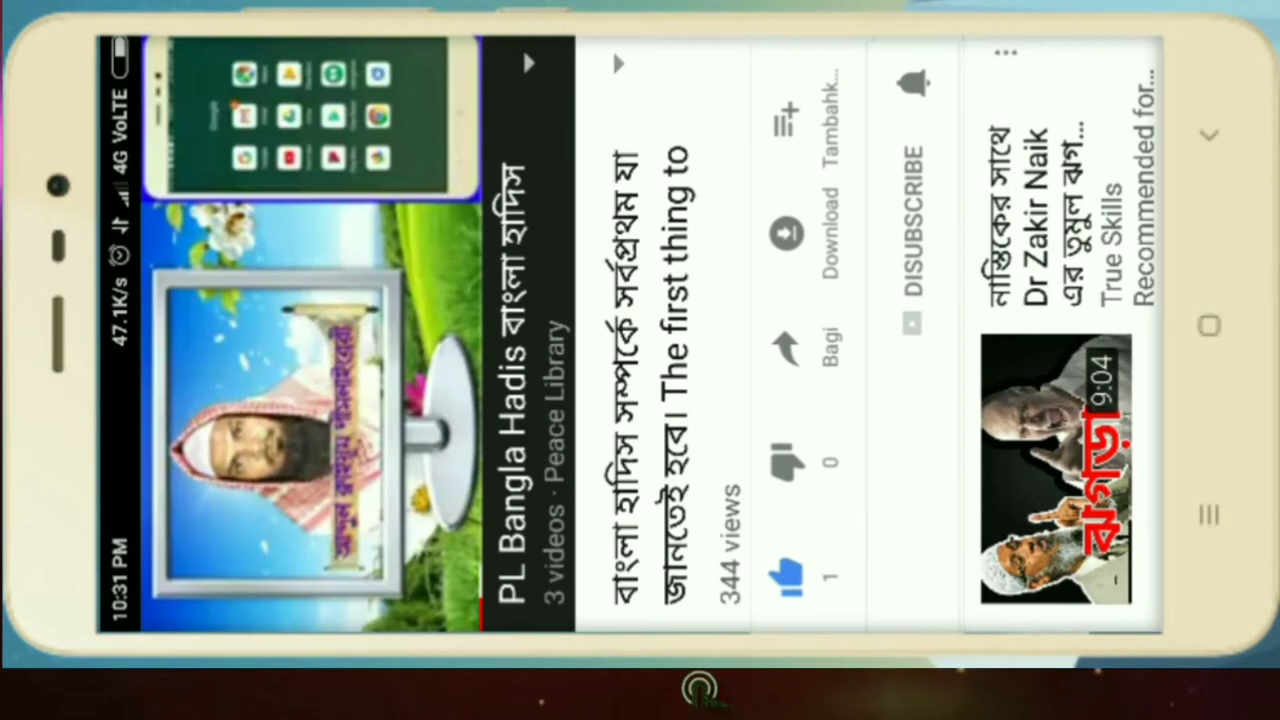 10:31 PM
47.1K/s
4G VoLTE
Google
PL Bangla Hadis বাংলা হাদিস
3 videos · Peace Library
বাংলা হাদিস সম্পর্কে সর্বপ্রথম যা
জানতেই হবে। The first thing to
344 views
1
0
Bagi
Download
Tambahk...
DISUBSCRIBE
নাস্তিকের সাথে
Dr Zakir Naik
এর তুমুল ঝগ...
True Skills
Recommended for...
ঝগড়া
9:04